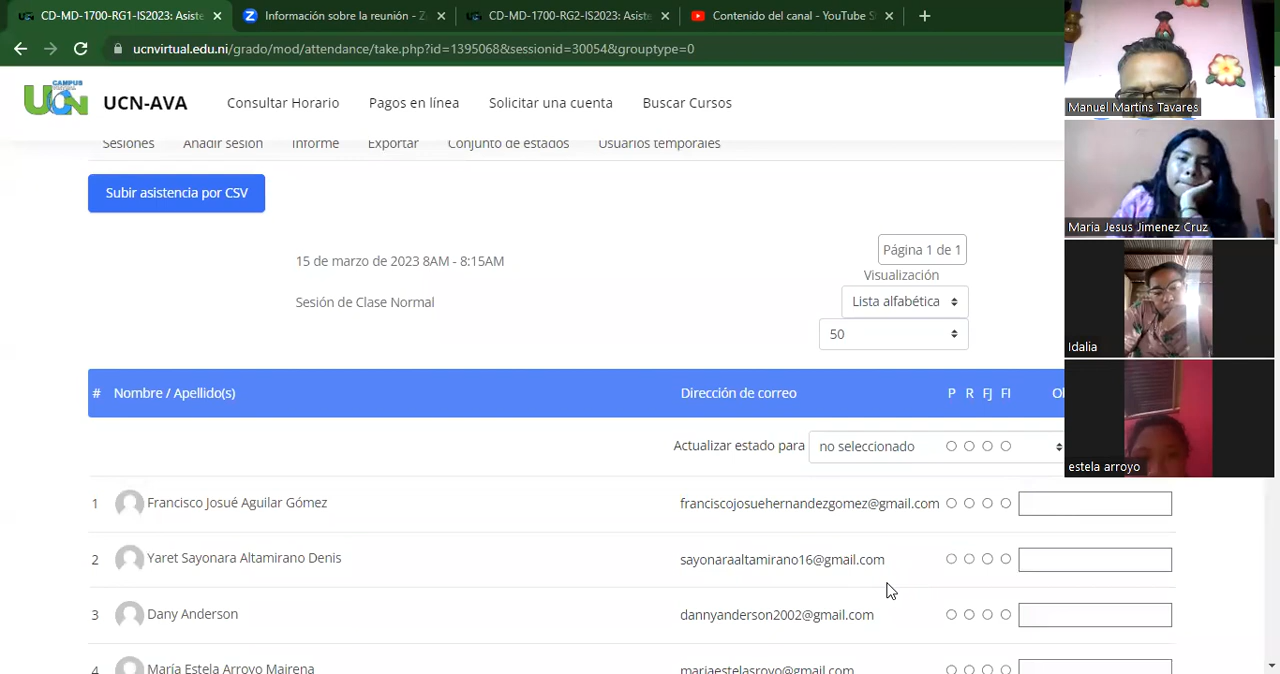 CD-MD-1700-RG1-IS2023: Asiste
Información sobre la reunión - Z
CD-MD-1700-RG2-IS2023: Asiste
Contenido del canal - YouTube S
ucnvirtual.edu.ni/grado/mod/attendance/take.php?id=1395068&sessionid=30054&grouptype=0
CAMPUS
UCN
UCN-AVA
Consultar Horario
Pagos en línea
Solicitar una cuenta
Buscar Cursos
Sesiones
Añadir sesión
Informe
Exportar
Conjunto de estados
Usuarios temporales
Subir asistencia por CSV
Página 1 de 1
15 de marzo de 2023 8AM - 8:15AM
Visualización
Sesión de Clase Normal
Lista alfabética
50
# Nombre / Apellido(s) Dirección de correo P R FJ FI
Actualizar estado para no seleccionado
1 Francisco Josué Aguilar Gómez franciscojosuehernandezgomez@gmail.com
2 Yaret Sayonara Altamirano Denis sayonaraaltamirano16@gmail.com
3 Dany Anderson dannyanderson2002@gmail.com
4 María Estela Arroyo Mairena mariaestelasroyo@gmail.com
Manuel Martins Tavares
Maria Jesus Jimenez Cruz
Idalia
estela arroyo